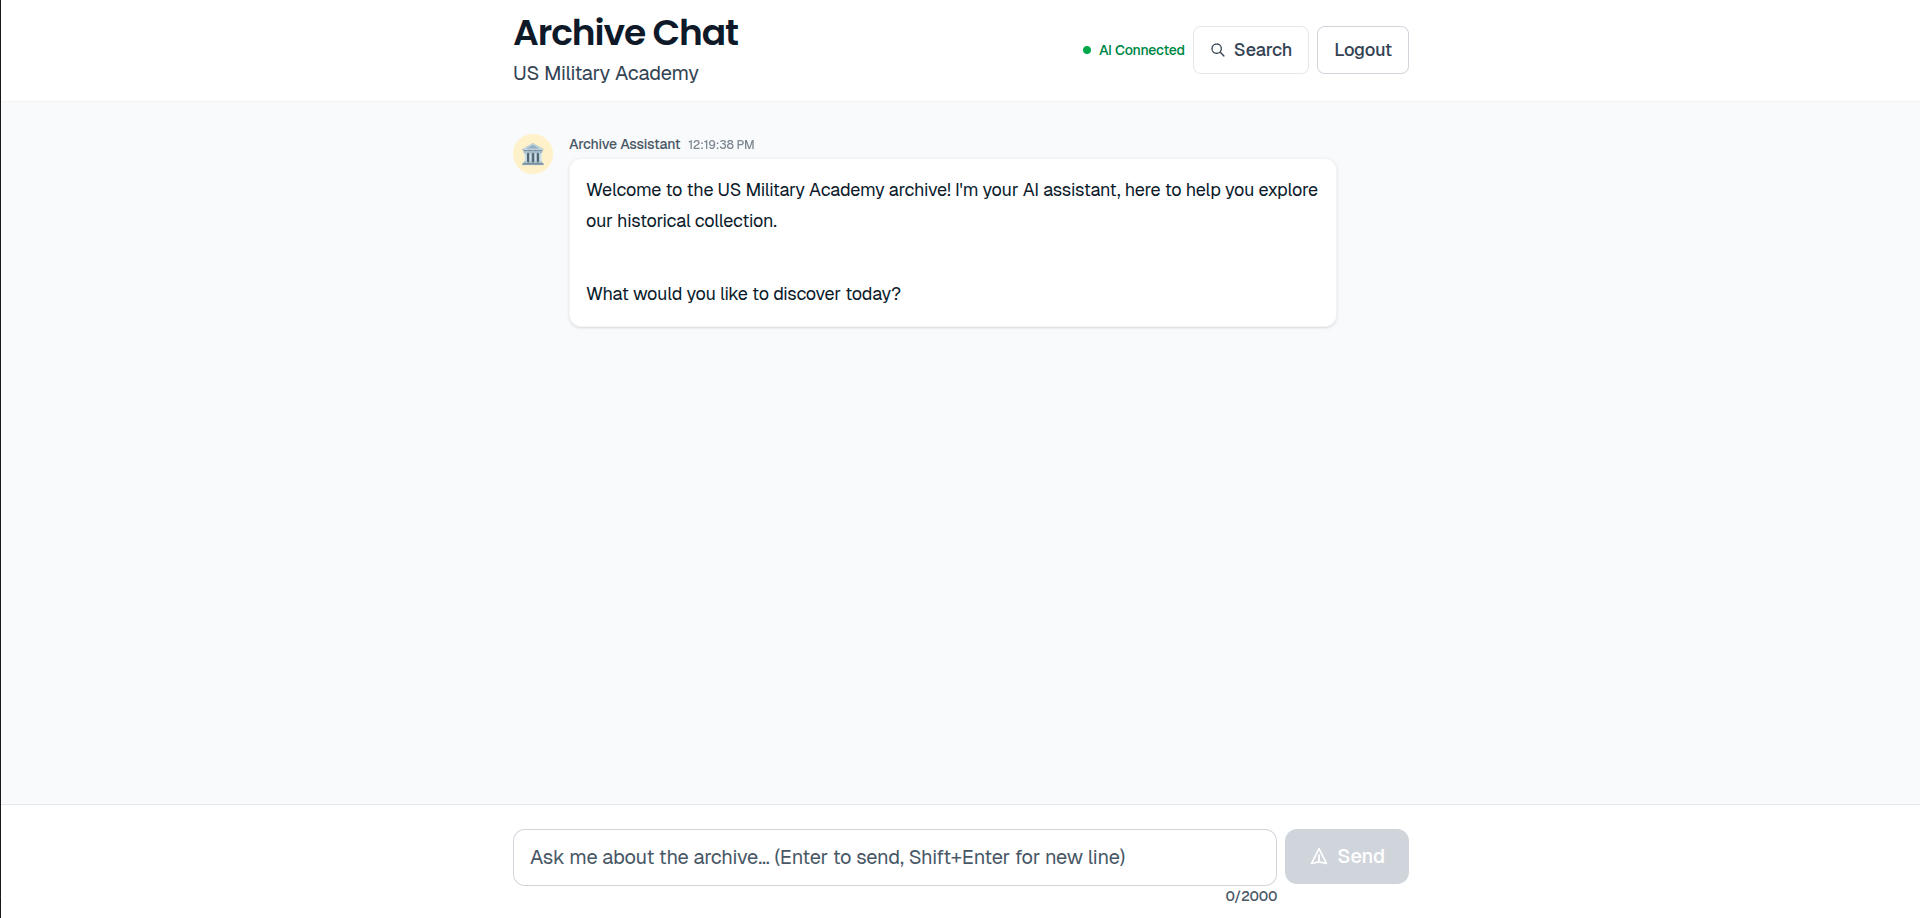 Archive Chat
US Military Academy
AI Connected
Search
Logout
Archive Assistant 12:19:38 PM
Welcome to the US Military Academy archive! I'm your AI assistant, here to help you explore
our historical collection.
What would you like to discover today?
Ask me about the archive... (Enter to send, Shift+Enter for new line)
Send
0/2000